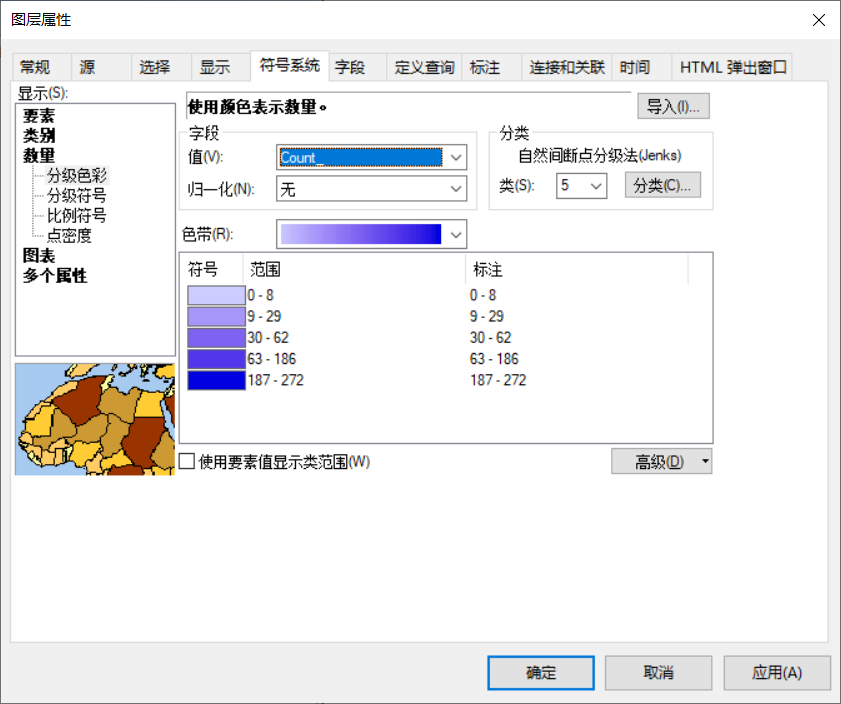 图层属性
常规 源 选择 显示 符号系统 字段 定义查询 标注 连接和关联 时间 HTML 弹出窗口
显示(S):
要素
类别
数量
分级色彩
分级符号
比例符号
点密度
图表
多个属性
使用颜色表示数量。
导入(I)...
字段
值(V):
Count_
归一化(N):
无
分类
自然间断点分级法(Jenks)
类(S):
5
分类(C)...
色带(R):
符号 范围 标注
0 - 8 0 - 8
9 - 29 9 - 29
30 - 62 30 - 62
63 - 186 63 - 186
187 - 272 187 - 272
使用要素值显示类范围(W)
高级(D)
确定 取消 应用(A)